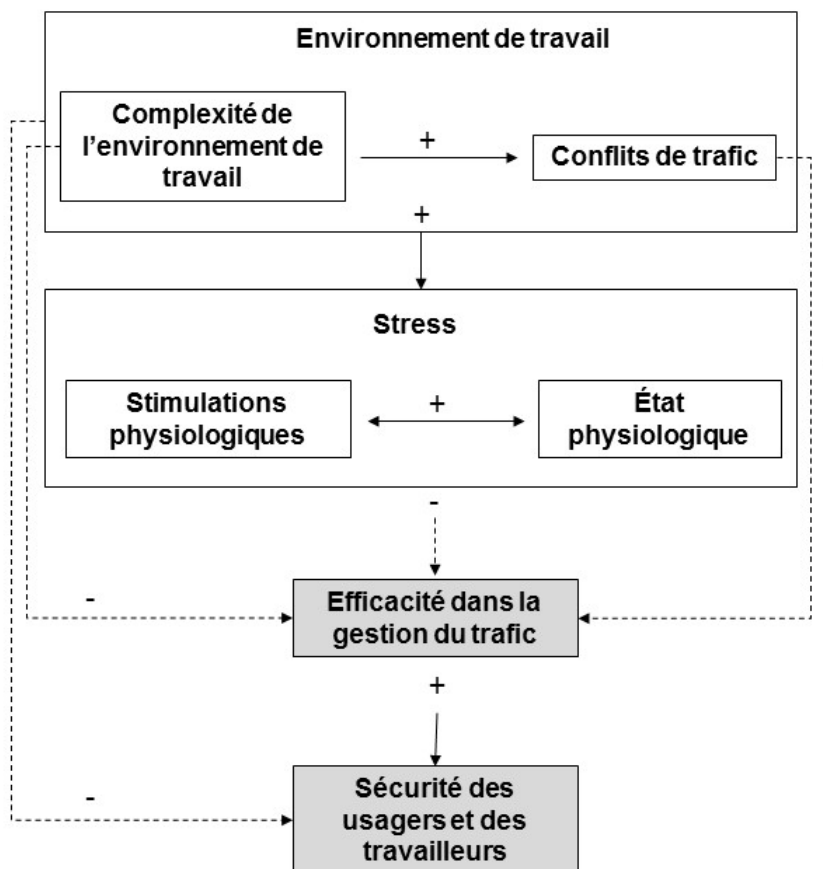 Environnement de travail
Complexité de
l'environnement de
travail
+
Conflits de trafic
+
Stress
Stimulations
physiologiques
+
État
physiologique
-
Efficacité dans la
gestion du trafic
-
+
Sécurité des
usagers et des
travailleurs
-